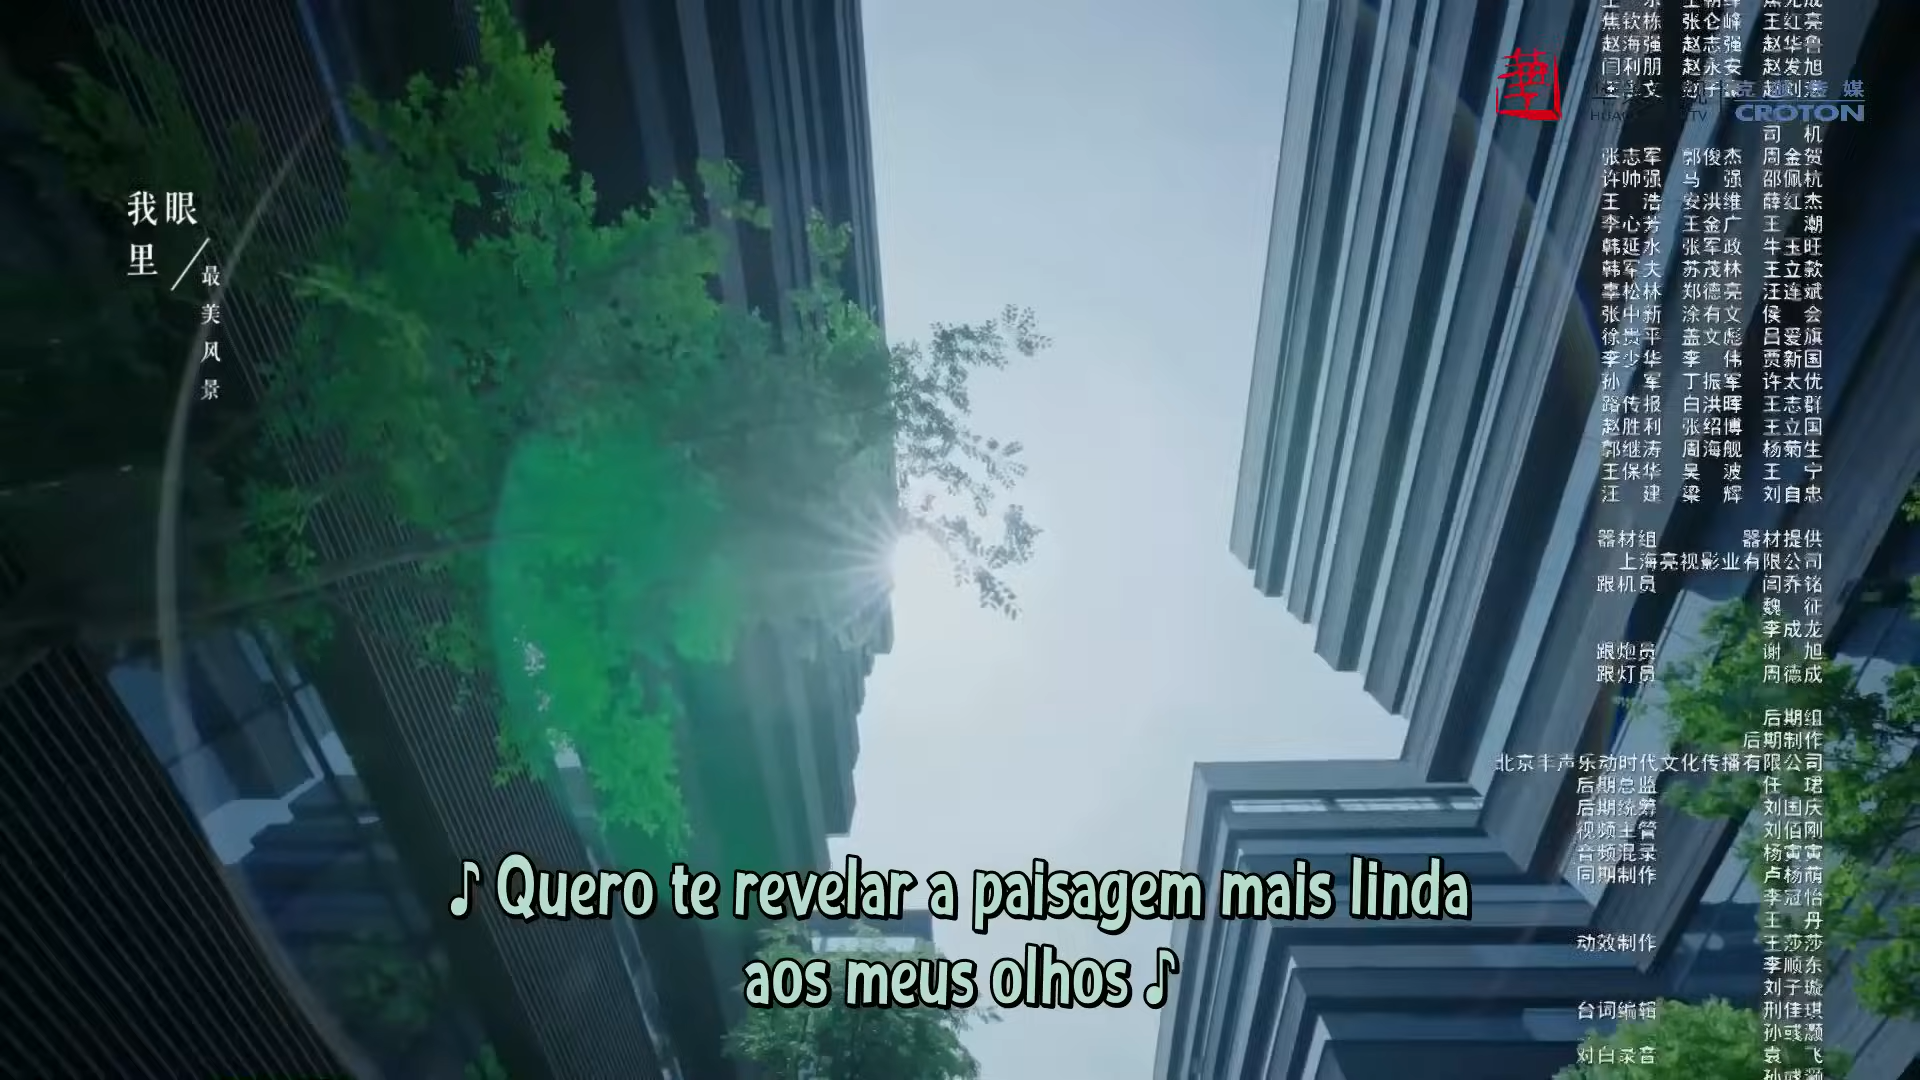 我眼
里
最美风景
華
CROTON
焦钦栋 张仑峰 王红亮
赵海强 赵志强 赵华鲁
闫利朋 赵永安 赵发旭
司 机
张志军 郭俊杰 周金贺
许帅强 马 强 邵佩杭
王 浩 安洪维 薛红杰
李心芳 王金广 王 潮
韩延水 张军政 牛玉旺
韩军夫 苏茂林 王立款
辜松林 郑德亮 汪连斌
张中新 涂有文 侯 会
徐贵平 盖文彪 吕爱旗
李少华 李 伟 贾新国
孙 军 丁振军 许太优
路传报 白洪晖 王志群
赵胜利 张绍博 王立国
郭继涛 周海舰 杨菊生
王保华 吴 波 王 宁
汪 建 梁 辉 刘自忠
器材组 器材提供
上海亮视影业有限公司
跟机员 闫乔铭
魏 征
李成龙
跟焦员 谢 旭
跟灯员 周德成
后期组
后期制作
北京丰声乐动时代文化传播有限公司
后期总监 任 珺
后期统筹 刘国庆
视频主管 刘佰刚
音频混录 杨寅寅
同期制作 卢杨萌
李冠怡
王 丹
动效制作 王莎莎
李顺东
刘子璇
台词编辑 刑佳琪
孙彧灏
对白录音 袁 飞
♪ Quero te revelar a paisagem mais linda
aos meus olhos ♪